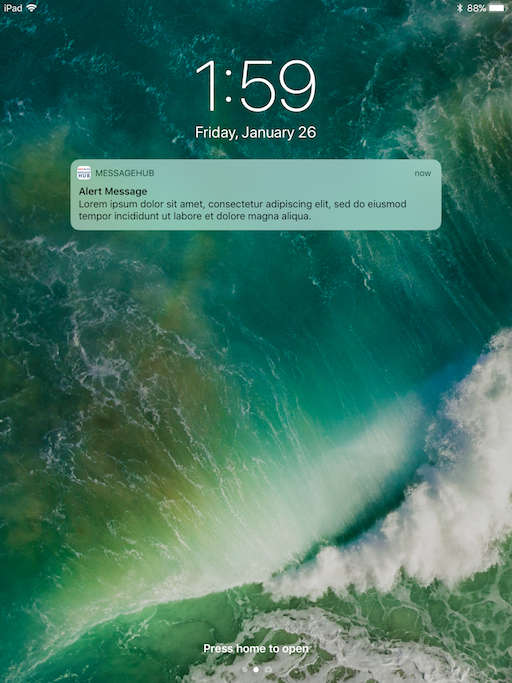 iPad 88%
1:59
Friday, January 26
MESSAGEHUB now
Alert Message
Lorem ipsum dolor sit amet, consectetur adipiscing elit, sed do eiusmod
tempor incididunt ut labore et dolore magna aliqua.
Press home to open